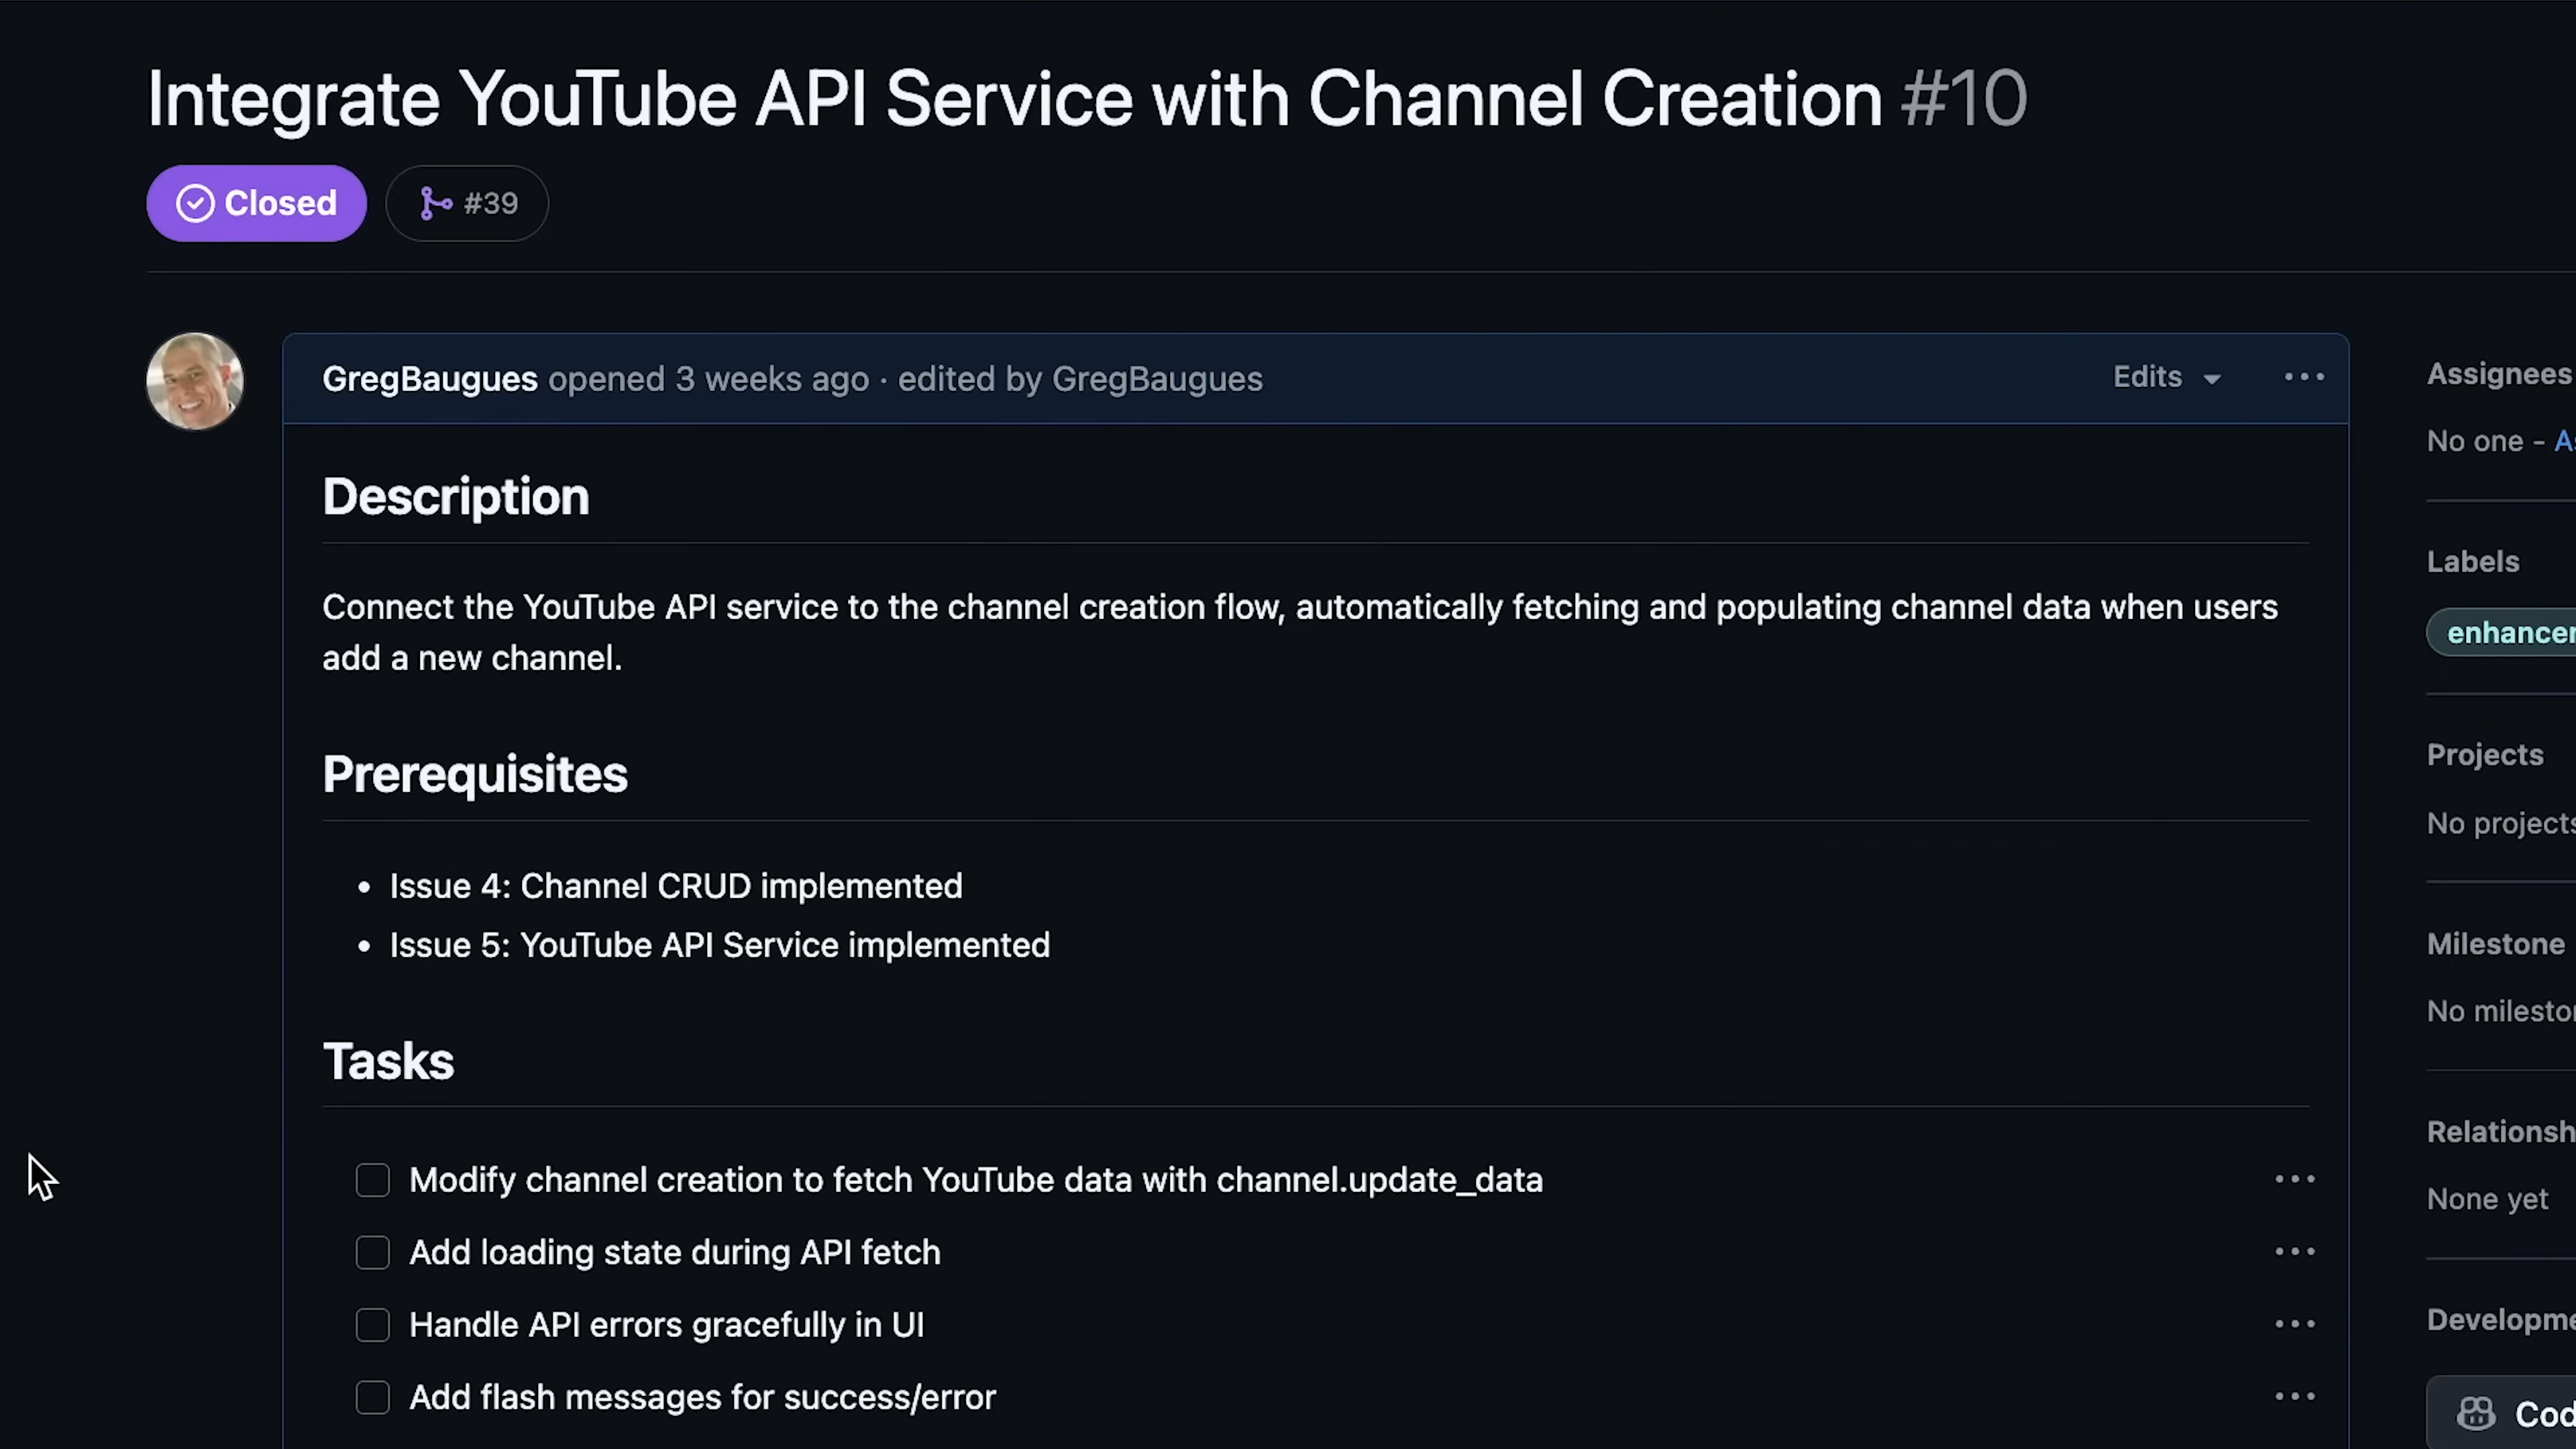 Integrate YouTube API Service with Channel Creation #10
Closed
#39
GregBaugues opened 3 weeks ago · edited by GregBaugues
Edits
Description
Connect the YouTube API service to the channel creation flow, automatically fetching and populating channel data when users
add a new channel.
Prerequisites
• Issue 4: Channel CRUD implemented
• Issue 5: YouTube API Service implemented
Tasks
Modify channel creation to fetch YouTube data with channel.update_data
Add loading state during API fetch
Handle API errors gracefully in UI
Add flash messages for success/error
Assignees
No one -
Labels
Projects
No projects
Milestone
No
None yet